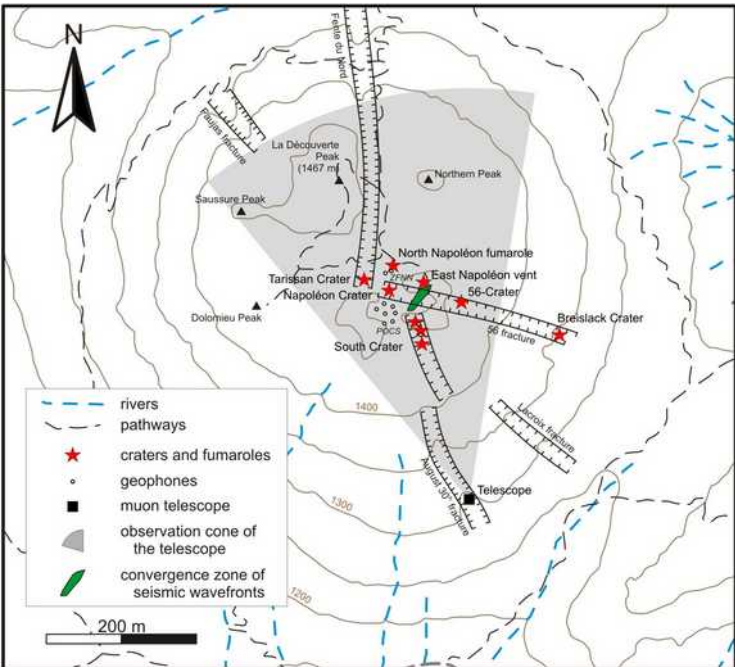 N
Fente du Nord
Faujas fracture
La Découverte
Peak
(1467 m)
Northern Peak
Saussure Peak
North Napoléon fumarole
ZFNN
Tarissan Crater
East Napoléon vent
Napoléon Crater
56-Crater
Dolomieu Peak
Breislack Crater
56 fracture
South Crater
1400
Lacroix fracture
August 30th fracture
Telescope
1300
1200
rivers
pathways
craters and fumaroles
geophones
muon telescope
observation cone of
the telescope
convergence zone of
seismic wavefronts
200 m